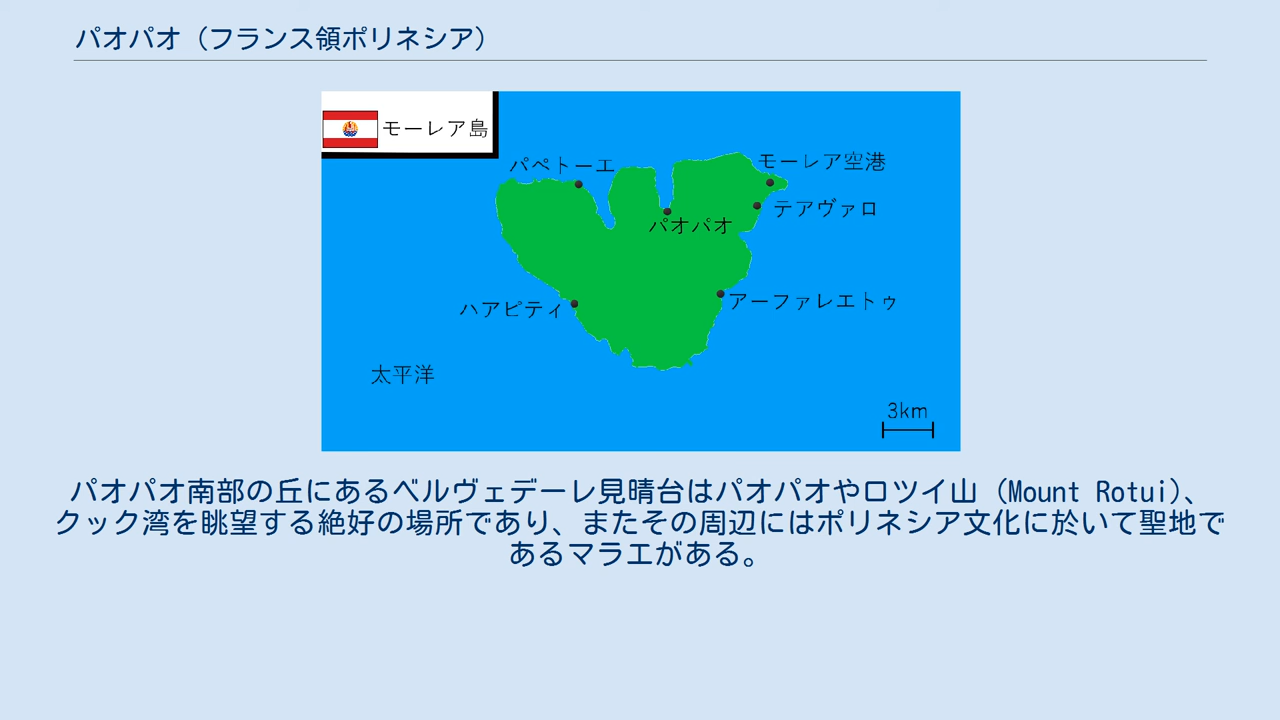 パオパオ（フランス領ポリネシア）
モーレア島
パペトーエ
モーレア空港
テアヴァロ
パオパオ
ハアピティ
アーファレエトゥ
太平洋
3km
パオパオ南部の丘にあるベルヴェデーレ見晴台はパオパオやロツイ山（Mount Rotui）、
クック湾を眺望する絶好の場所であり、またその周辺にはポリネシア文化に於いて聖地で
あるマラエがある。